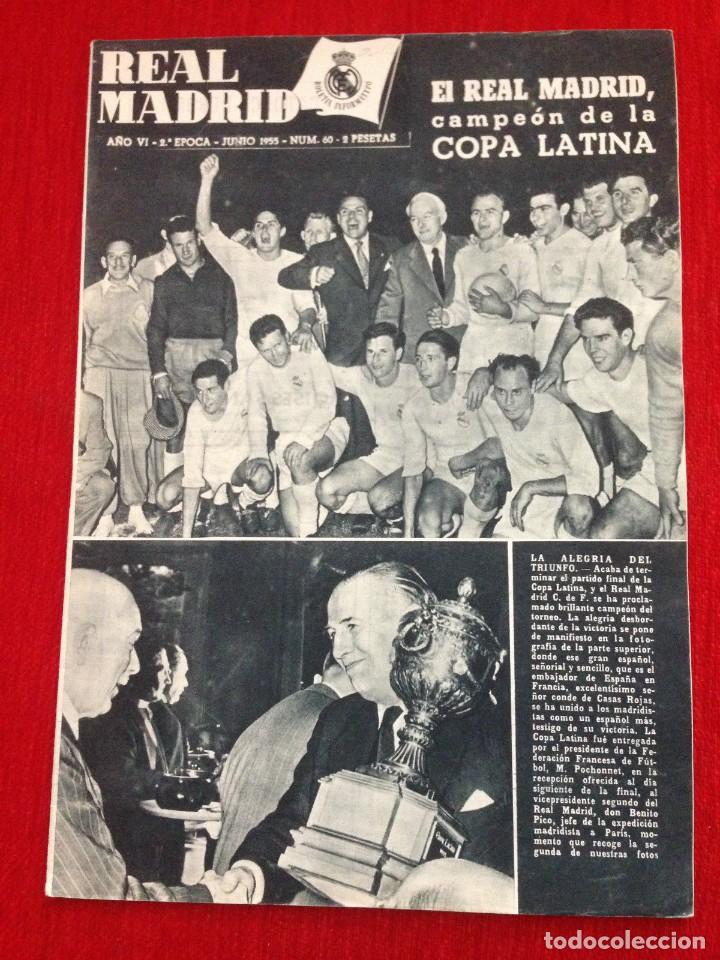 REAL
MADRID
BOLETIN INFORMATIVO
El REAL MADRID,
campeón de la
COPA LATINA
AÑO VI - 2.ª EPOCA - JUNIO 1955 - NUM. 60 - 2 PESETAS
LA ALEGRIA DEL
TRIUNFO. — Acaba de ter-
minar el partido final de la
Copa Latina, y el Real Ma-
drid C. de F. se ha procla-
mado brillante campeón del
torneo. La alegría desbor-
dante de la victoria se pone
de manifiesto en la foto-
grafía de la parte superior,
donde ese gran español,
señorial y sencillo, que es el
embajador de España en
Francia, excelentísimo se-
ñor conde de Casas Rojas,
se ha unido a los madridis-
tas como un español más,
testigo de su victoria. La
Copa Latina fué entregada
por el presidente de la Fe-
deración Francesa de Fút-
bol, M. Pochonnet, en la
recepción ofrecida al día
siguiente de la final, al
vicepresidente segundo del
Real Madrid, don Benito
Pico, jefe de la expedición
madridista a París, mo-
mento que recoge la se-
gunda de nuestras fotos
todocoleccion